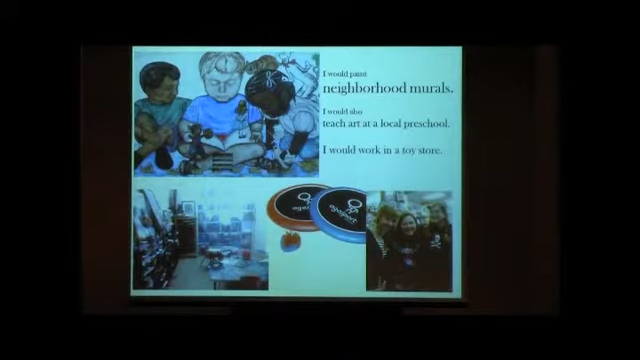 I would paint
neighborhood murals.
I would also
teach art at a local preschool.
I would work in a toy store.